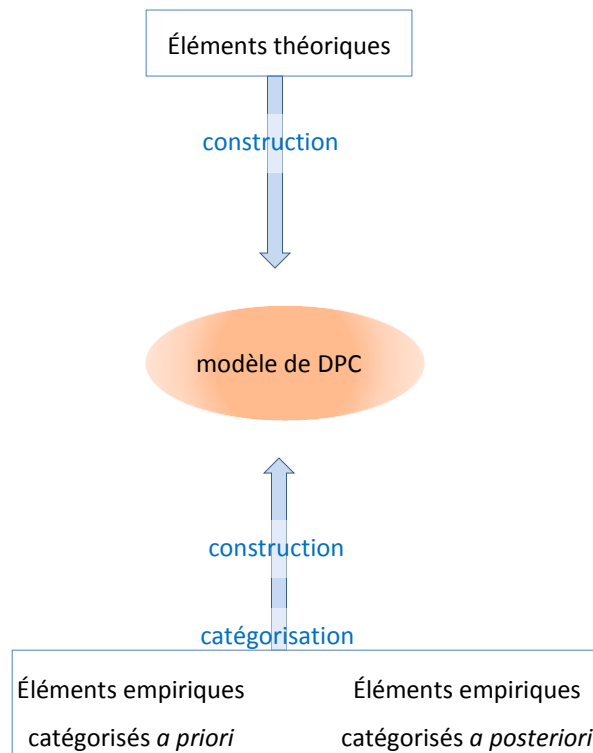 Éléments théoriques
construction
modèle de DPC
construction
catégorisation
Éléments empiriques Éléments empiriques
catégorisés a priori catégorisés a posteriori